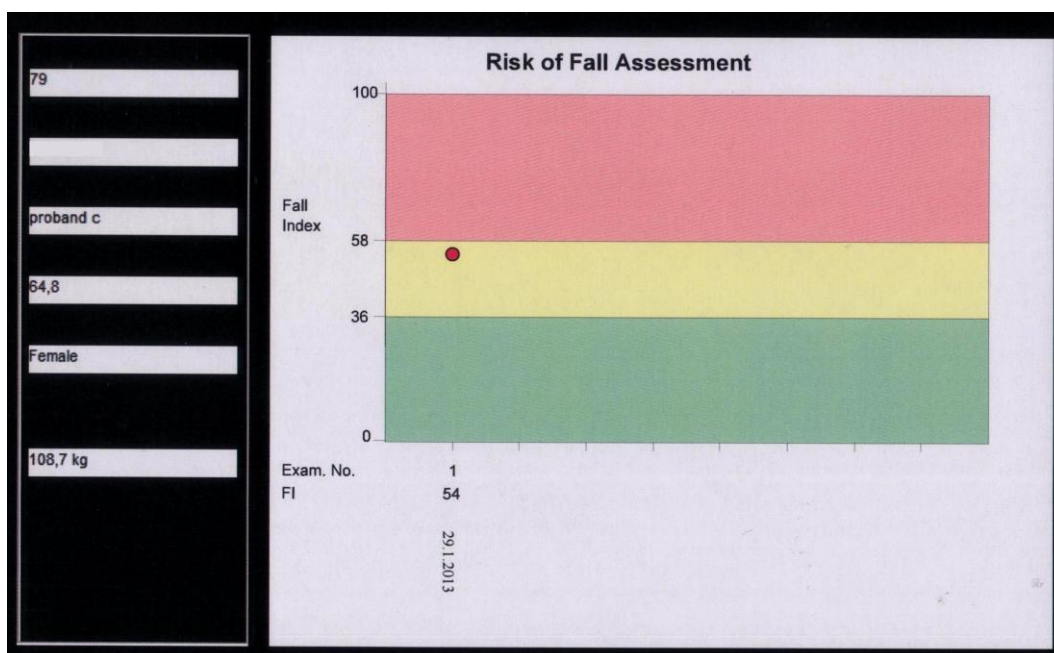 79
proband c
64,8
Female
108,7 kg
Risk of Fall Assessment
100
Fall
Index
58
36
0
Exam. No. 1
FI 54
29.1.2013